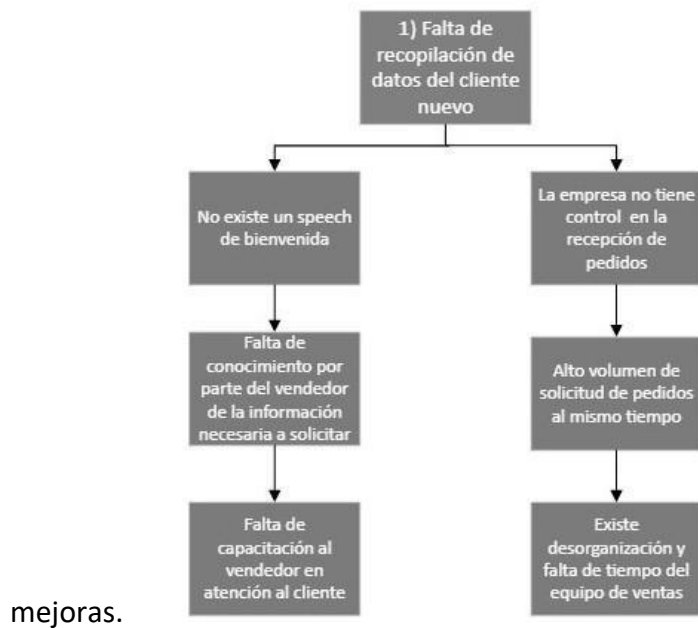 1) Falta de
recopilación de
datos del cliente
nuevo
No existe un speech
de bienvenida
La empresa no tiene
control en la
recepción de
pedidos
Falta de
conocimiento por
parte del vendedor
de la información
necesaria a solicitar
Alto volumen de
solicitud de pedidos
al mismo tiempo
Falta de
capacitación al
vendedor en
atención al cliente
Existe
desorganización y
falta de tiempo del
equipo de ventas
mejoras.